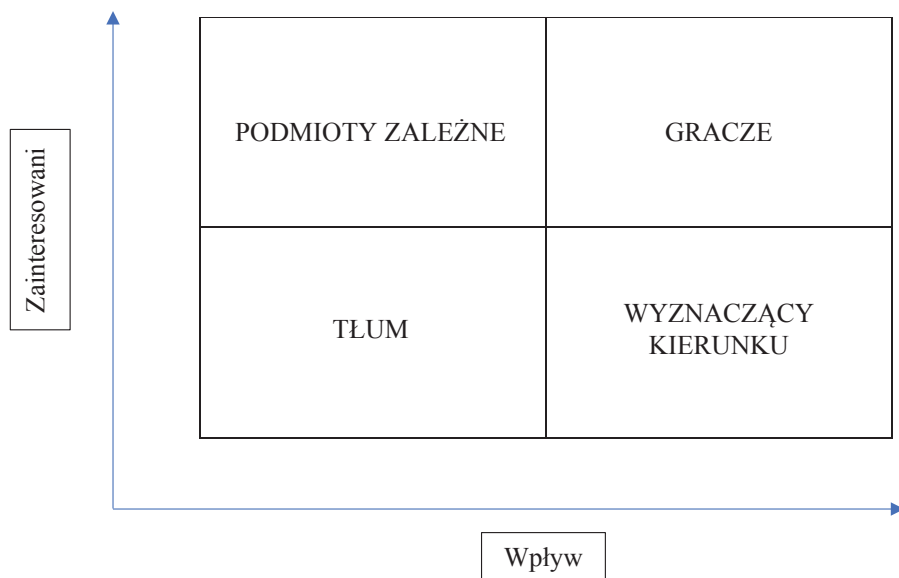 PODMIOTY ZALEŻNE
GRACZE
Zainteresowani
TŁUM
WYZNACZĄCY
KIERUNKU
Wpływ